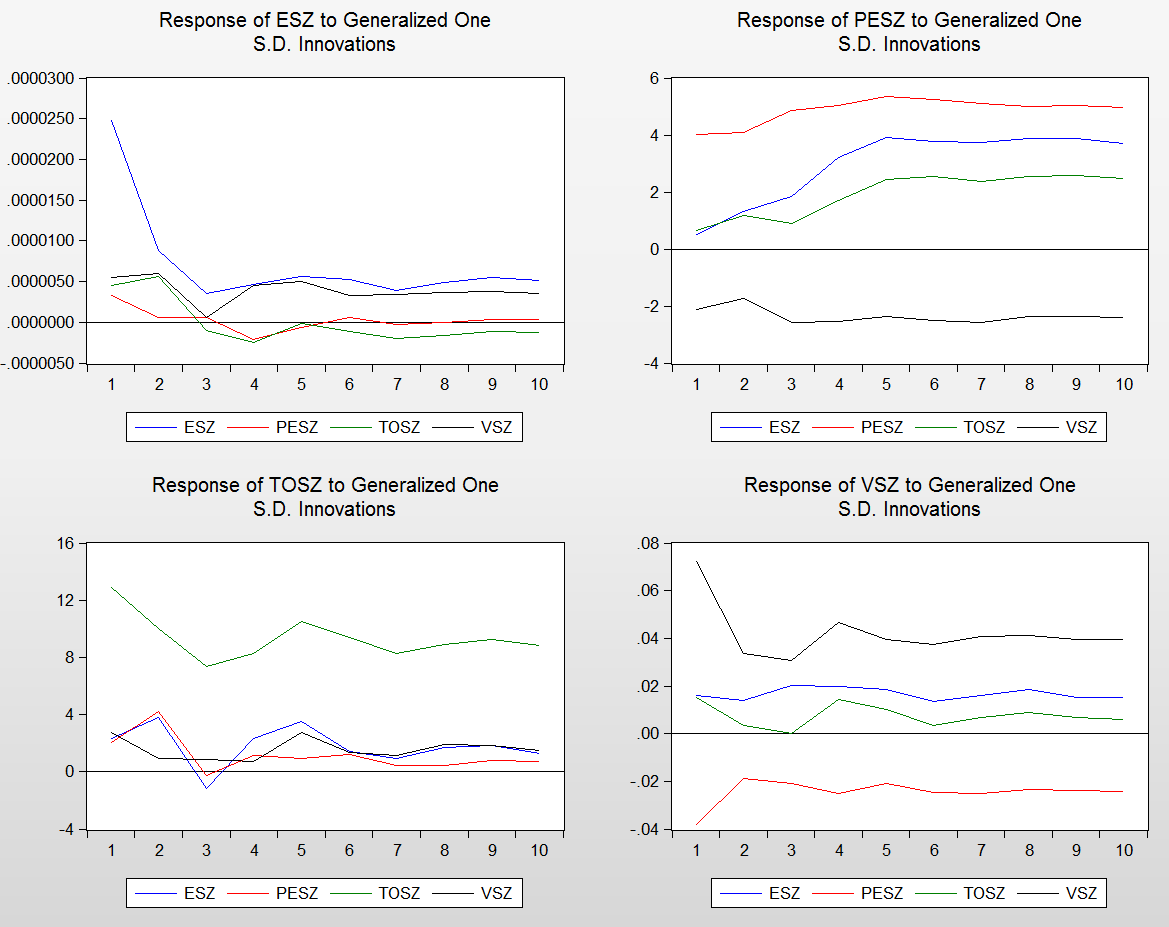 Response of ESZ to Generalized One
S.D. Innovations
.0000300
.0000250
.0000200
.0000150
.0000100
.0000050
.0000000
-.0000050
1 2 3 4 5 6 7 8 9 10
ESZ PESZ TOSZ VSZ
Response of PESZ to Generalized One
S.D. Innovations
6
4
2
0
-2
-4
1 2 3 4 5 6 7 8 9 10
ESZ PESZ TOSZ VSZ
Response of TOSZ to Generalized One
S.D. Innovations
16
12
8
4
0
-4
1 2 3 4 5 6 7 8 9 10
ESZ PESZ TOSZ VSZ
Response of VSZ to Generalized One
S.D. Innovations
.08
.06
.04
.02
.00
-.02
-.04
1 2 3 4 5 6 7 8 9 10
ESZ PESZ TOSZ VSZ